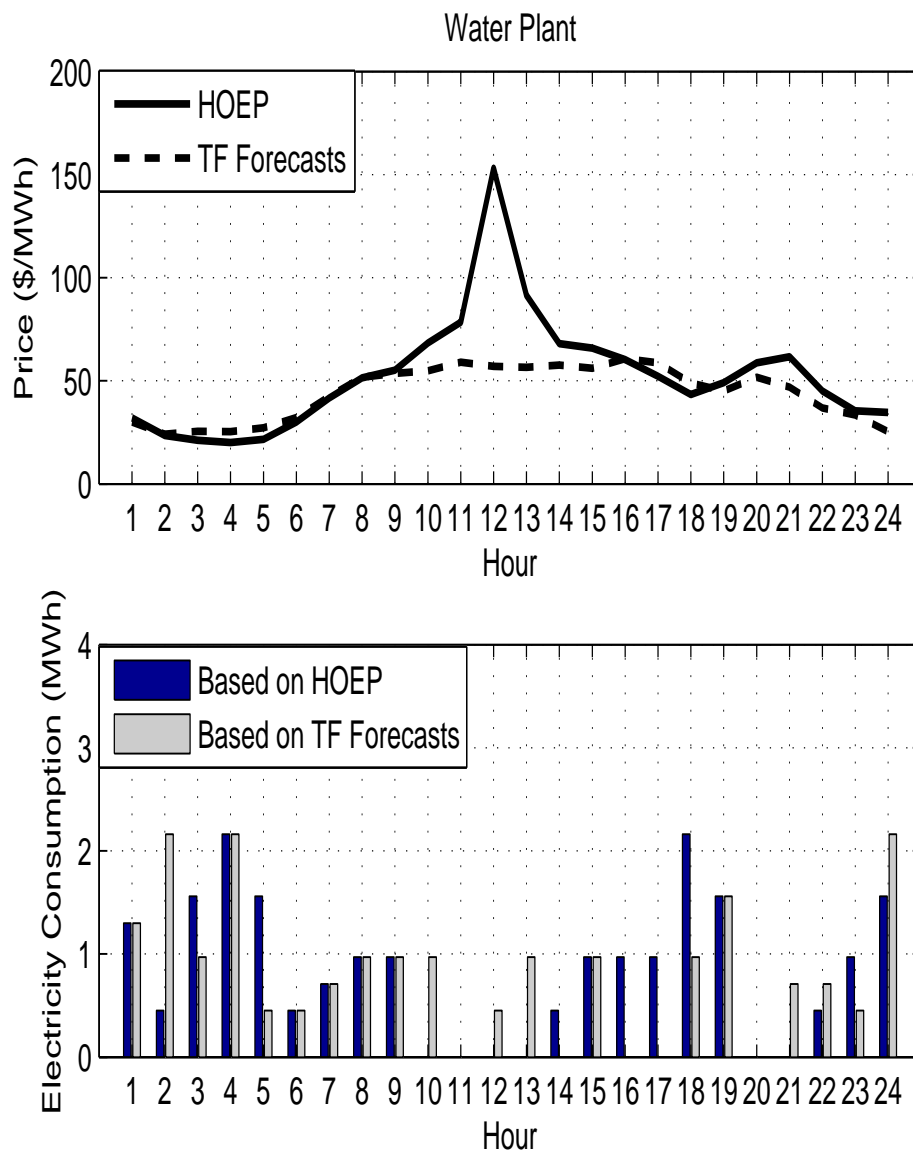 Water Plant
200
150
100
50
0
Price ($/MWh)
HOEP
TF Forecasts
1 2 3 4 5 6 7 8 9 10 11 12 13 14 15 16 17 18 19 20 21 22 23 24
Hour
4
3
2
1
0
Electricity Consumption (MWh)
Based on HOEP
Based on TF Forecasts
1 2 3 4 5 6 7 8 9 10 11 12 13 14 15 16 17 18 19 20 21 22 23 24
Hour